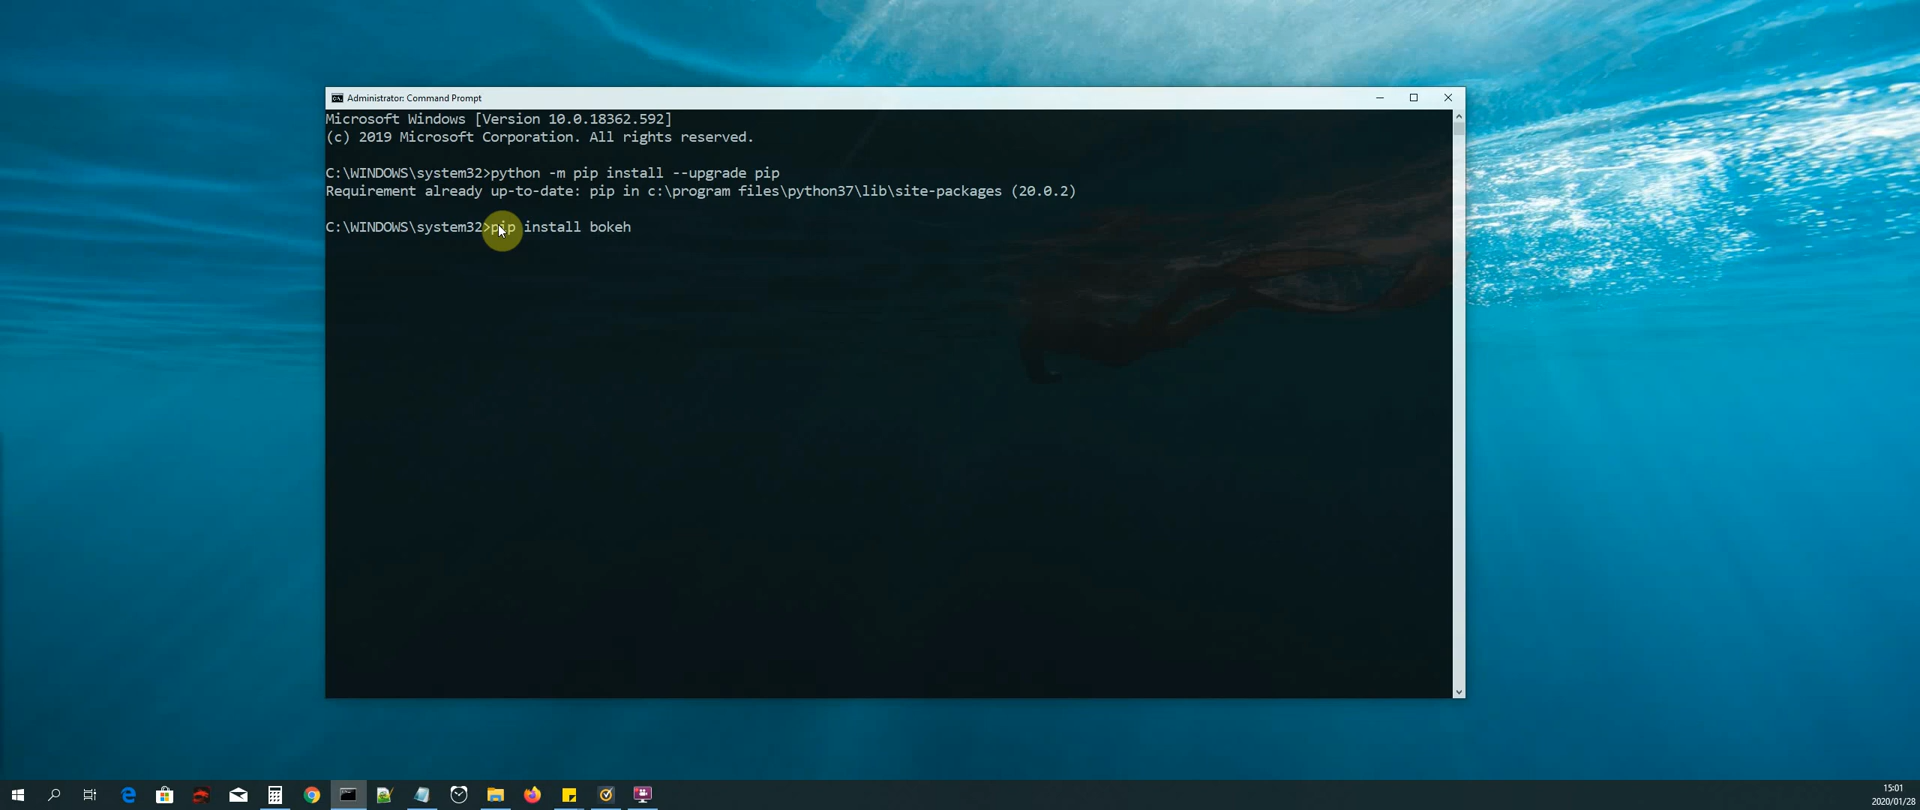 Administrator: Command Prompt
Microsoft Windows [Version 10.0.18362.592]
(c) 2019 Microsoft Corporation. All rights reserved.
C:\WINDOWS\system32>python -m pip install --upgrade pip
Requirement already up-to-date: pip in c:\program files\python37\lib\site-packages (20.0.2)
C:\WINDOWS\system32>pip install bokeh
15:01
2020/01/28